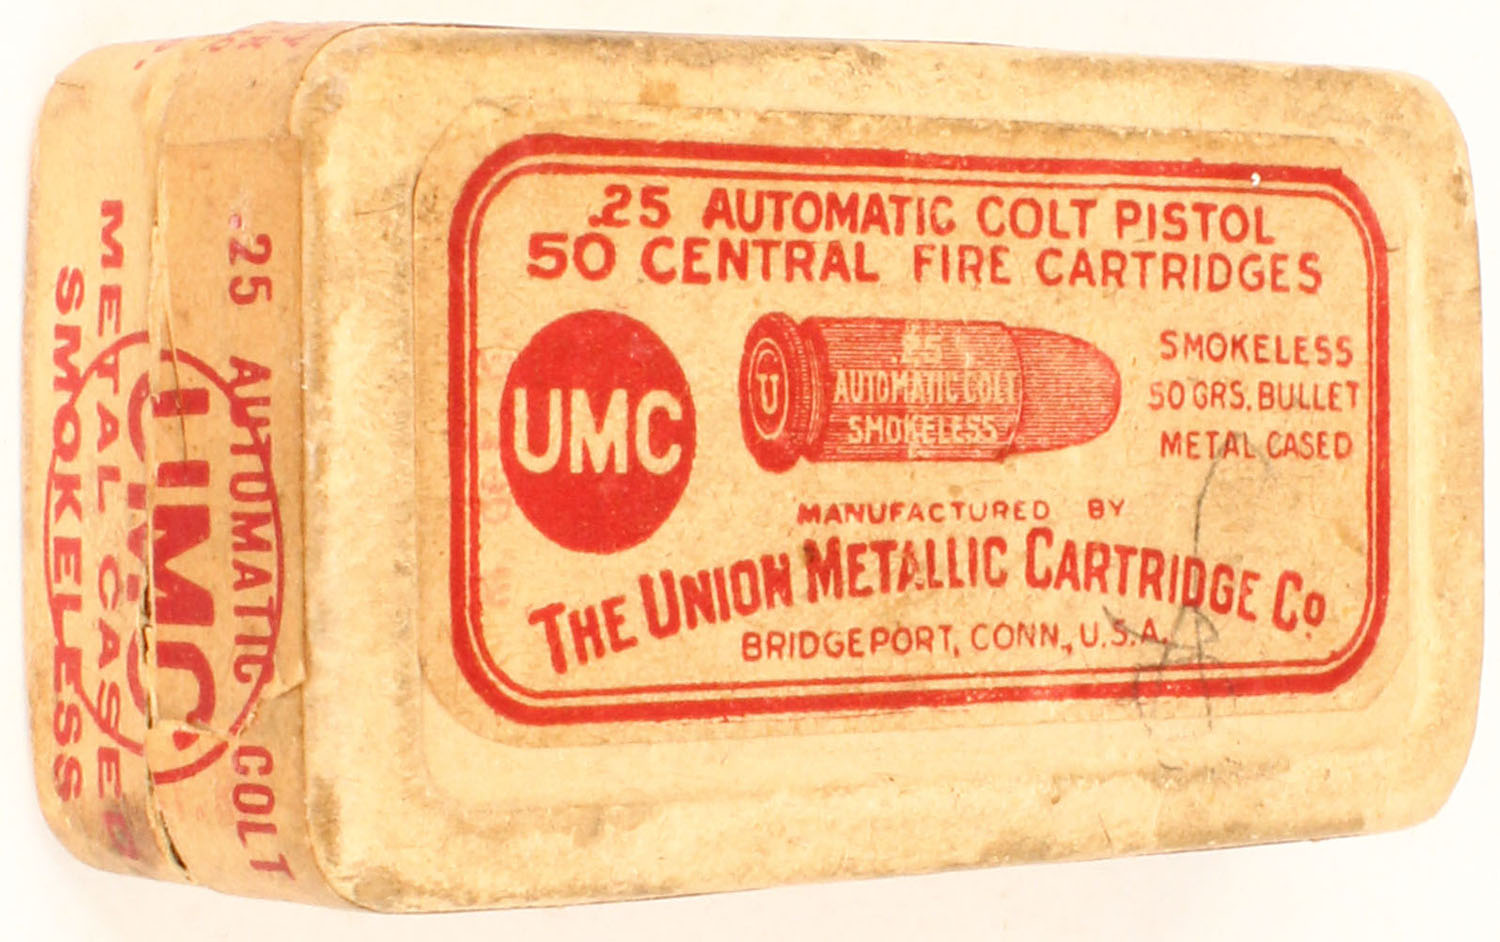 .25 AUTOMATIC COLT PISTOL
50 CENTRAL FIRE CARTRIDGES
UMC
U
.25
AUTOMATIC COLT
SMOKELESS
SMOKELESS
50 GRS. BULLET
METAL CASED
MANUFACTURED BY
THE UNION METALLIC CARTRIDGE CO
BRIDGEPORT, CONN., U.S.A.
.25 AUTOMATIC COLT
UMC
METAL CASED
SMOKELESS